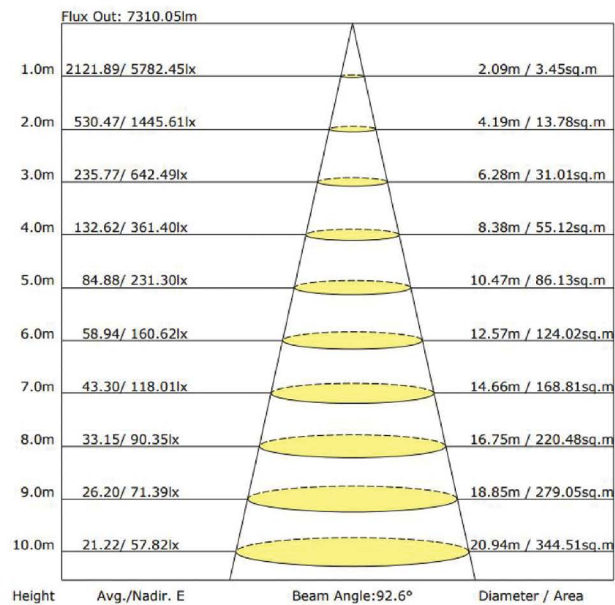 Flux Out: 7310.05lm
1.0m 2121.89/ 5782.45lx 2.09m / 3.45sq.m
2.0m 530.47/ 1445.61lx 4.19m / 13.78sq.m
3.0m 235.77/ 642.49lx 6.28m / 31.01sq.m
4.0m 132.62/ 361.40lx 8.38m / 55.12sq.m
5.0m 84.88/ 231.30lx 10.47m / 86.13sq.m
6.0m 58.94/ 160.62lx 12.57m / 124.02sq.m
7.0m 43.30/ 118.01lx 14.66m / 168.81sq.m
8.0m 33.15/ 90.35lx 16.75m / 220.48sq.m
9.0m 26.20/ 71.39lx 18.85m / 279.05sq.m
10.0m 21.22/ 57.82lx 20.94m / 344.51sq.m
Height Avg./Nadir. E Beam Angle:92.6° Diameter / Area